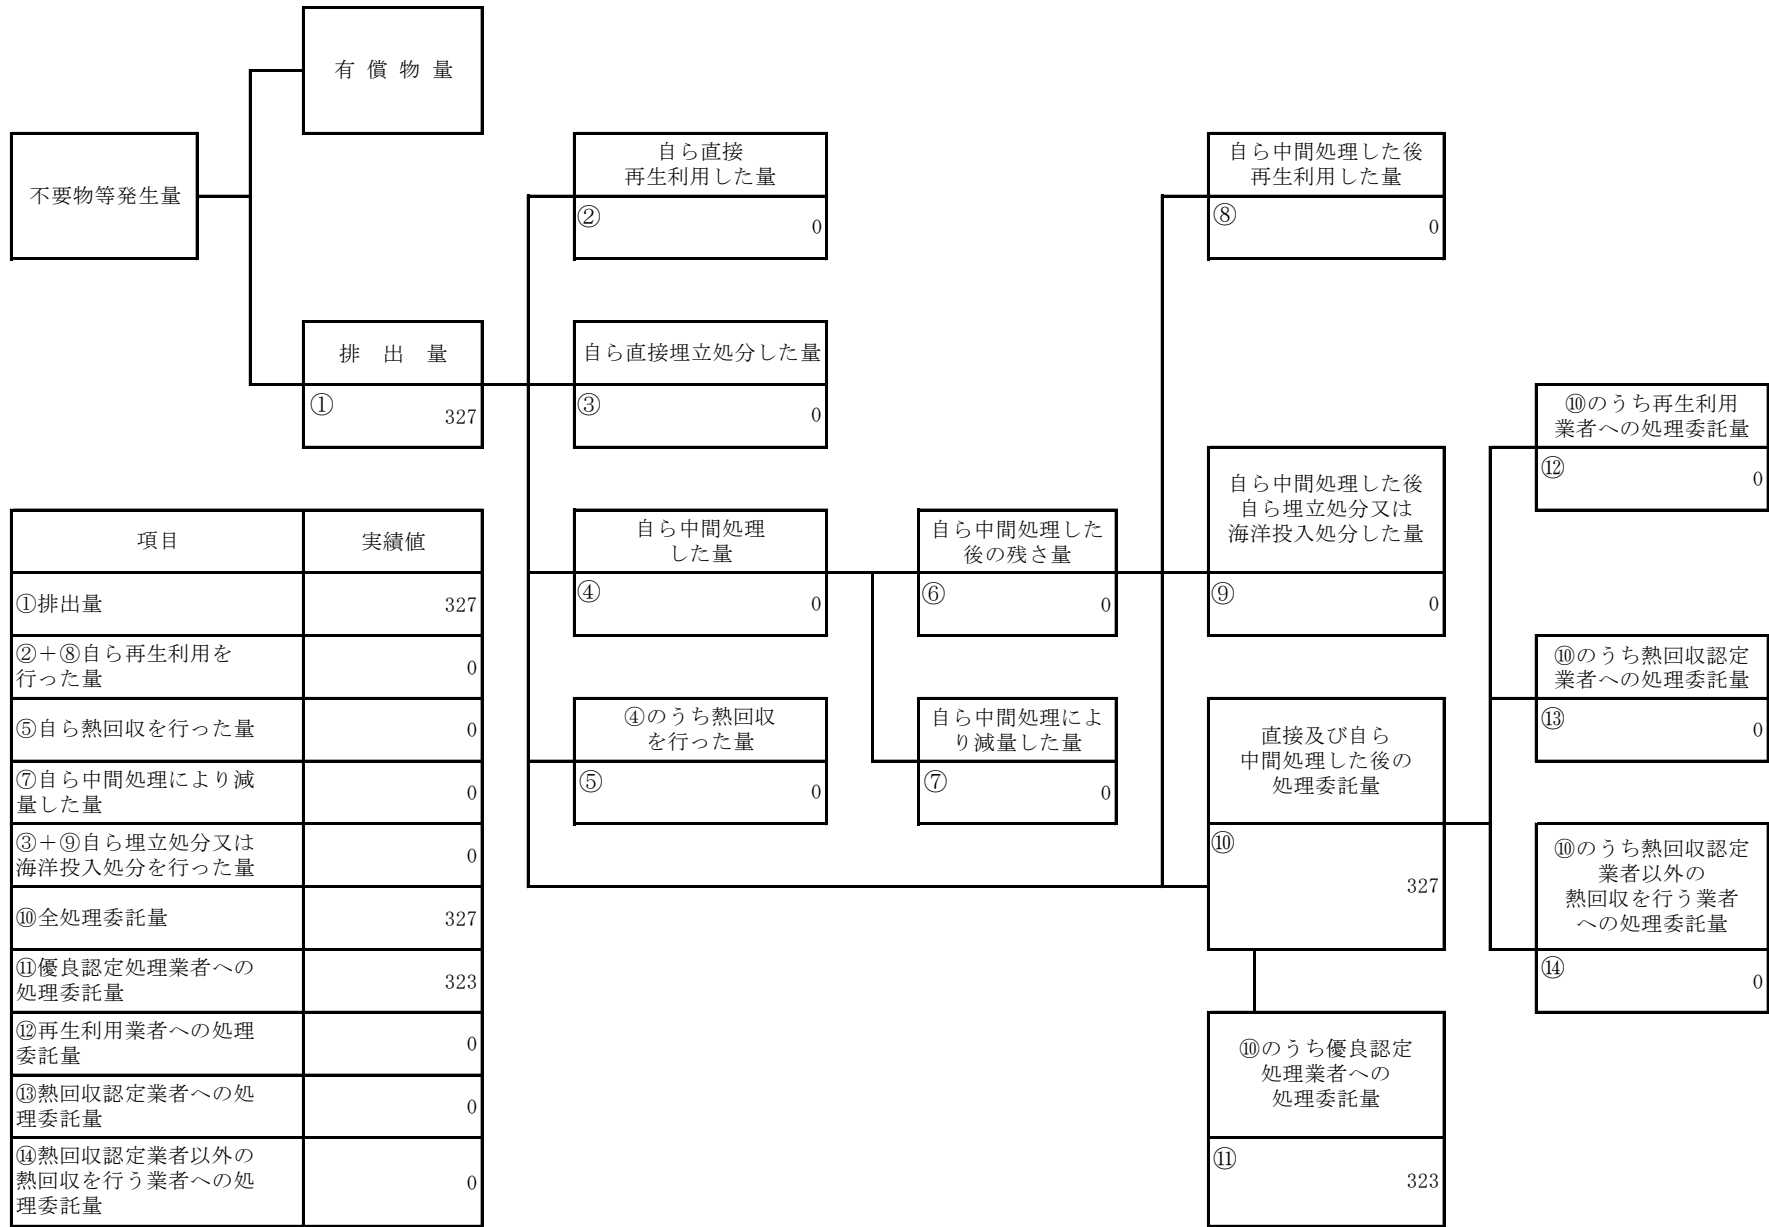 有 償 物 量
不要物等発生量
自ら直接
再生利用した量
②
0
自ら中間処理した後
再生利用した量
⑧
0
排 出 量
①
327
自ら直接埋立処分した量
③
0
⑩のうち再生利用
業者への処理委託量
⑫
0
自ら中間処理した後
自ら埋立処分又は
海洋投入処分した量
⑨
0
自ら中間処理
した量
④
0
自ら中間処理した
後の残さ量
⑥
0
⑩のうち熱回収認定
業者への処理委託量
⑬
0
④のうち熱回収
を行った量
⑤
0
自ら中間処理によ
り減量した量
⑦
0
直接及び自ら
中間処理した後の
処理委託量
⑩
327
⑩のうち熱回収認定
業者以外の
熱回収を行う業者
への処理委託量
⑭
0
⑩のうち優良認定
処理業者への
処理委託量
⑪
323
項目 実績値
①排出量 327
②＋⑧自ら再生利用を
行った量 0
⑤自ら熱回収を行った量 0
⑦自ら中間処理により減
量した量 0
③＋⑨自ら埋立処分又は
海洋投入処分を行った量 0
⑩全処理委託量 327
⑪優良認定処理業者への
処理委託量 323
⑫再生利用業者への処理
委託量 0
⑬熱回収認定業者への処
理委託量 0
⑭熱回収認定業者以外の
熱回収を行う業者への処
理委託量 0